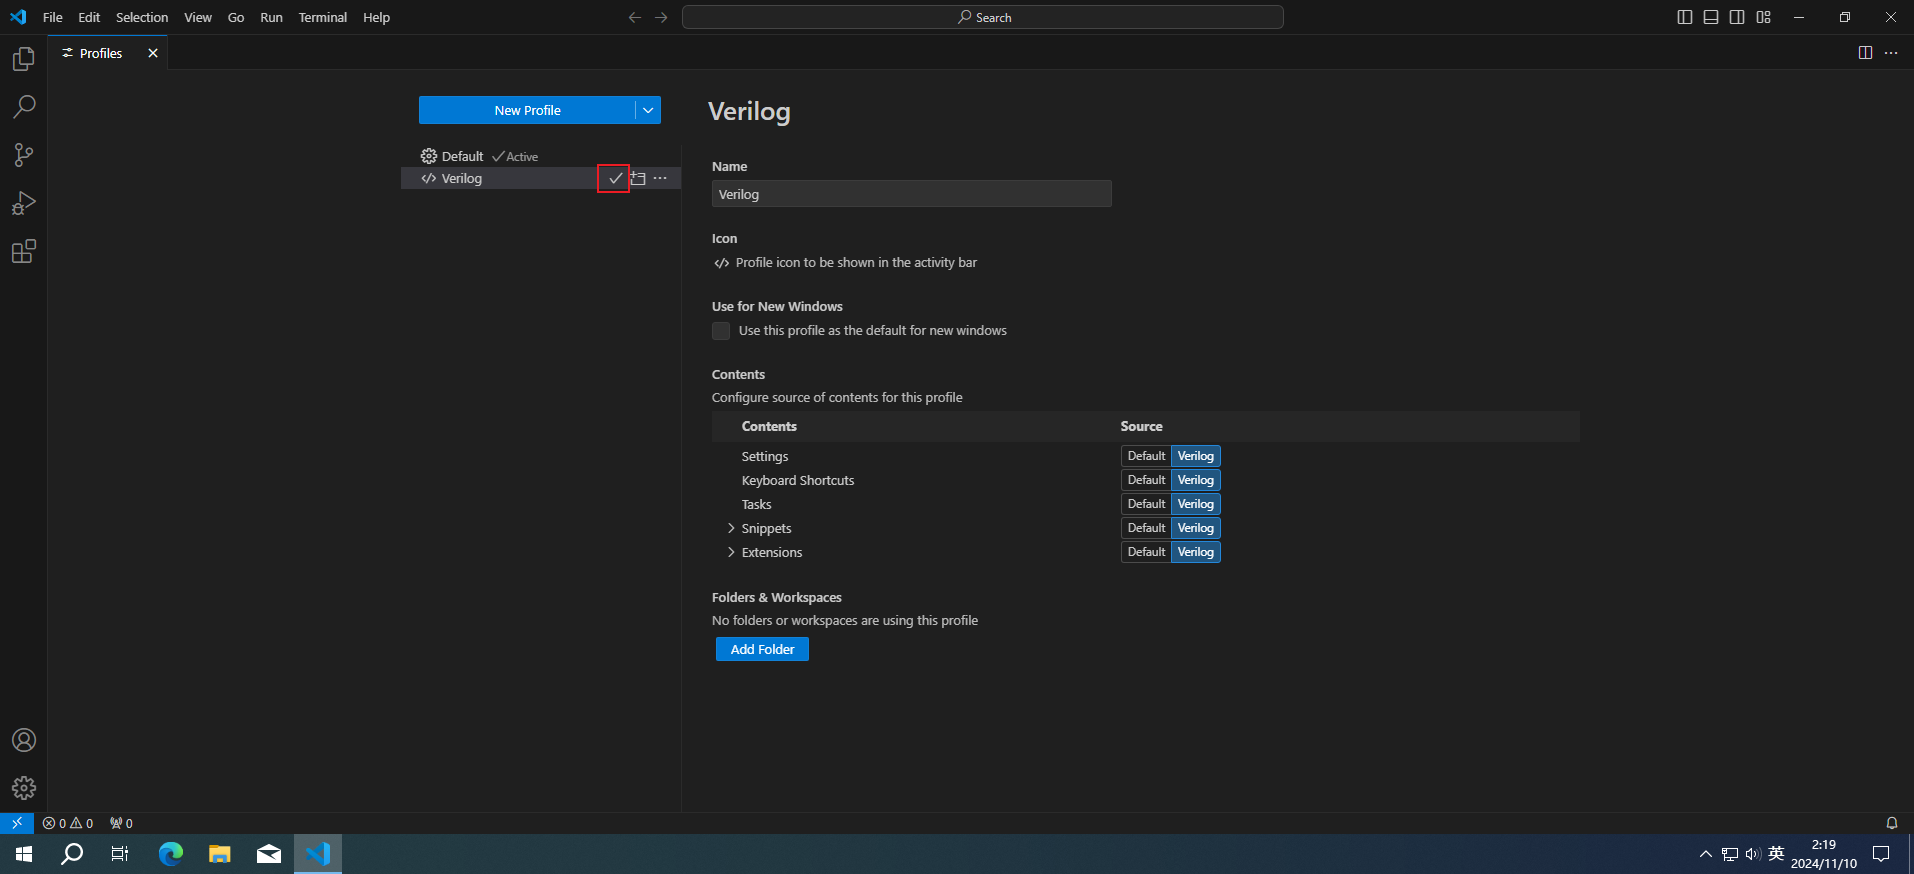 File Edit Selection View Go Run Terminal Help
Search
Profiles
New Profile
Default Active
Verilog
Verilog
Name
Verilog
Icon
Profile icon to be shown in the activity bar
Use for New Windows
Use this profile as the default for new windows
Contents
Configure source of contents for this profile
Contents Source
Settings Default Verilog
Keyboard Shortcuts Default Verilog
Tasks Default Verilog
Snippets Default Verilog
Extensions Default Verilog
Folders & Workspaces
No folders or workspaces are using this profile
Add Folder
0 0 0
英
2:19
2024/11/10